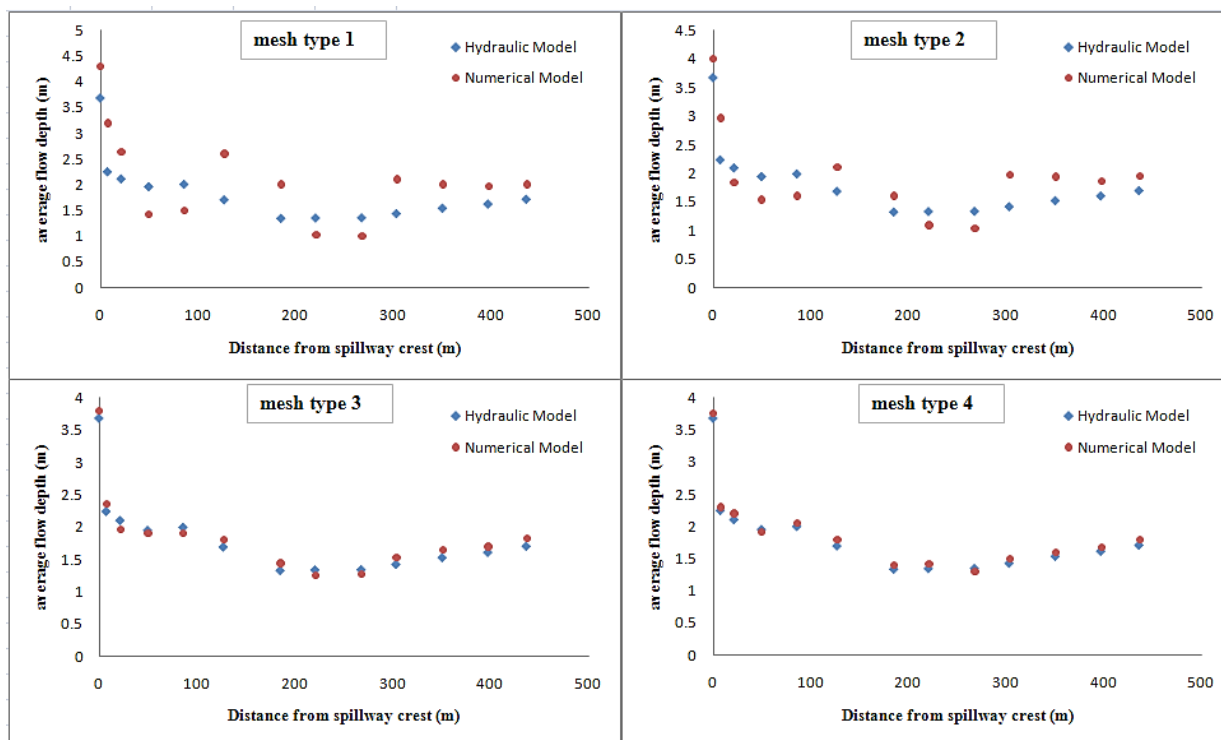 mesh type 1
Hydraulic Model
Numerical Model
average flow depth (m)
5
4.5
4
3.5
3
2.5
2
1.5
1
0.5
0
0 100 200 300 400 500
Distance from spillway crest (m)
mesh type 2
Hydraulic Model
Numerical Model
average flow depth (m)
4.5
4
3.5
3
2.5
2
1.5
1
0.5
0
0 100 200 300 400 500
Distance from spillway crest (m)
mesh type 3
Hydraulic Model
Numerical Model
average flow depth (m)
4
3.5
3
2.5
2
1.5
1
0.5
0
0 100 200 300 400 500
Distance from spillway crest (m)
mesh type 4
Hydraulic Model
Numerical Model
average flow depth (m)
4
3.5
3
2.5
2
1.5
1
0.5
0
0 100 200 300 400 500
Distance from spillway crest (m)